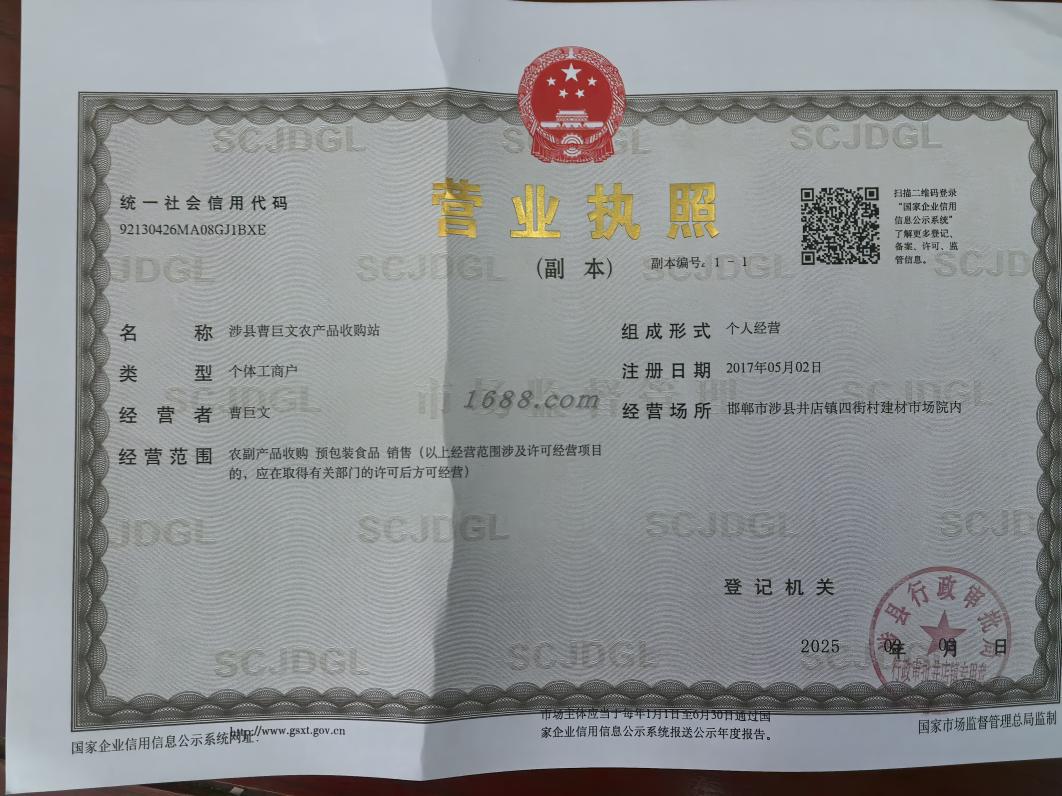 SCJDGL
SCJDGL
统一社会信用代码
92130426MA08GJ1BXE
营业执照
(副 本)
副本编号: 1 - 1
扫描二维码登录
“国家企业信用
信息公示系统”
了解更多登记、
备案、许可、监
管信息。
SCJDGL
名 称 涉县曹巨文农产品收购站
类 型 个体工商户
经 营 者 曹巨文
经 营 范 围 农副产品收购 预包装食品 销售(以上经营范围涉及许可经营项目
的,应在取得有关部门的许可后方可经营)
组 成 形 式 个人经营
注 册 日 期 2017年05月02日
经 营 场 所 邯郸市涉县井店镇四街村建材市场院内
1688.com
SCJDGL
SCJDGL
登 记 机 关
涉县行政审批局
2025 年 月 日
SCJDGL
SCJDGL
国家企业信用信息公示系统网址:
http://www.gsxt.gov.cn
市场主体应当于每年1月1日至6月30日通过国
家企业信用信息公示系统报送公示年度报告。
国家市场监督管理总局监制